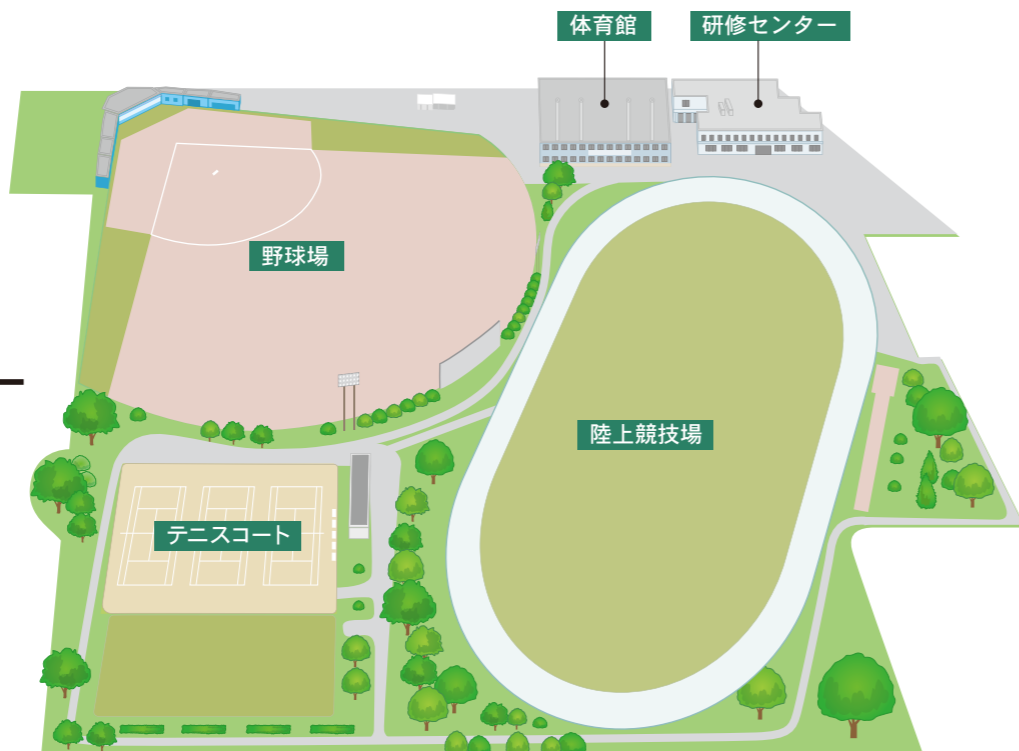 体育館
研修センター
野球場
陸上競技場
テニスコート